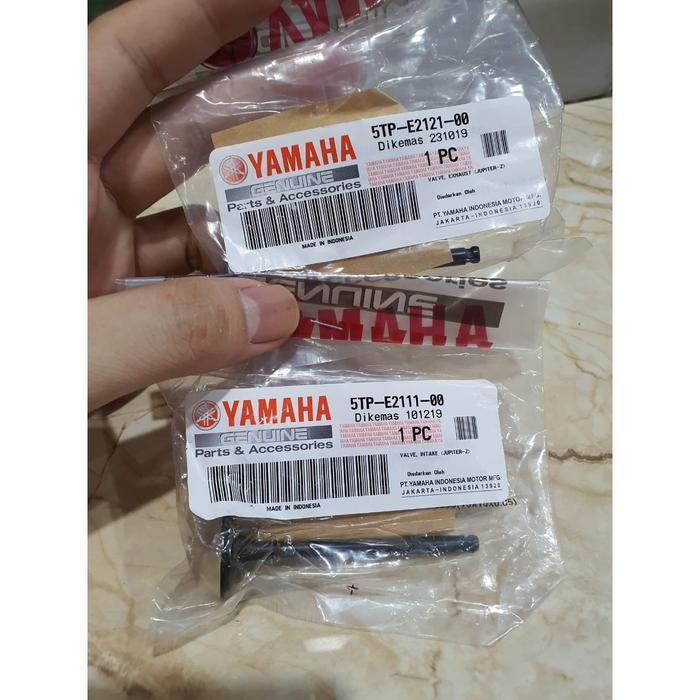 YAMAHA
GENUINE
Parts & Accessories
5TP-E2121-00
Dikemas 231019
1 PC
VALVE, EXHAUST (JUPITER-Z)
Diedarkan Oleh
PT.YAMAHA INDONESIA MOTOR MFG.
JAKARTA-INDONESIA 13920
MADE IN INDONESIA
GENUINE
YAMAHA
YAMAHA
GENUINE
Parts & Accessories
5TP-E2111-00
Dikemas 101219
1 PC
VALVE, INTAKE (JUPITER-Z)
Diedarkan Oleh
PT.YAMAHA INDONESIA MOTOR MFG.
JAKARTA-INDONESIA 13920
MADE IN INDONESIA